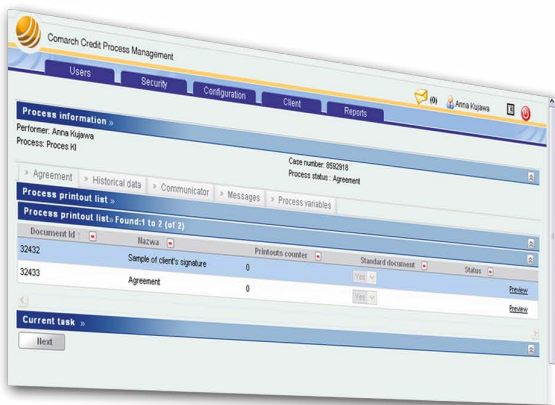 Comarch Credit Process Management
Users Security Configuration Client Reports (0) Anna Kujawa
Process information »
Performer: Anna Kujawa
Process: Proces KI
Case number: 8592918
Process status : Agreement
» Agreement » Historical data » Communicator » Messages » Process variables
Process printout list »
Process printout list» Found:1 to 2 (of 2)
Document Id ↑ Nazwa Printouts counter Standard document Status
32432 Sample of client's signature 0 Yes Preview
32433 Agreement 0 Yes Preview
Current task »
Next